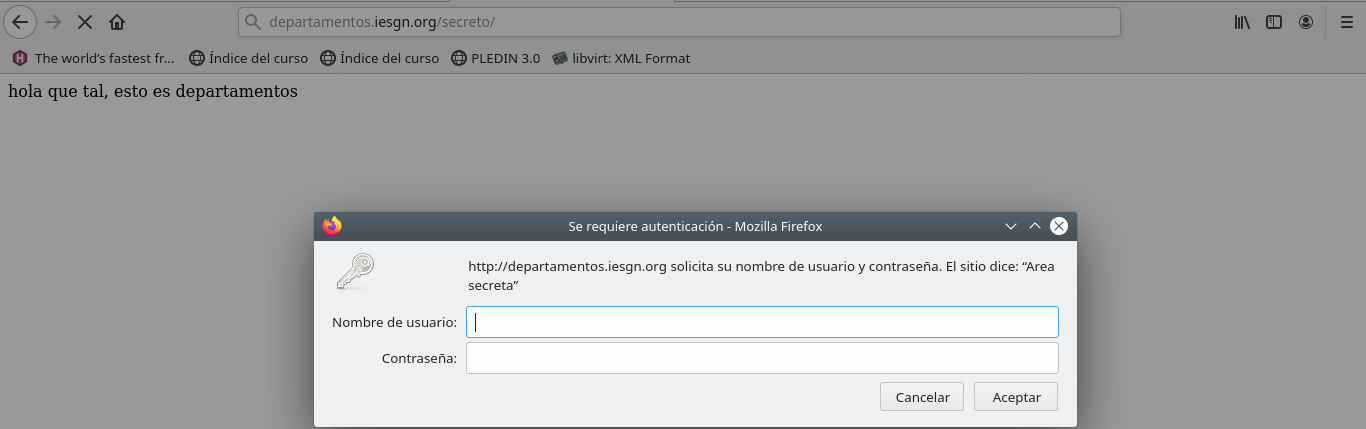 departamentos.iesgn.org/secreto/
The world's fastest fr... Índice del curso Índice del curso PLEDIN 3.0 libvirt: XML Format
hola que tal, esto es departamentos
Se requiere autenticación - Mozilla Firefox
http://departamentos.iesgn.org solicita su nombre de usuario y contraseña. El sitio dice: “Area
secreta”
Nombre de usuario:
Contraseña:
Cancelar Aceptar